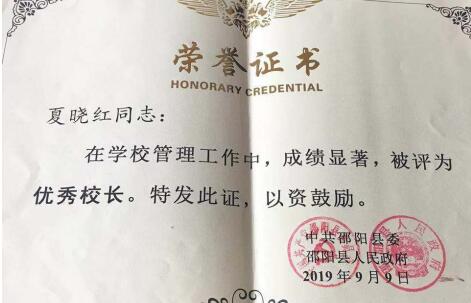 荣誉证书
HONORARY CREDENTIAL
夏晓红同志：
在学校管理工作中，成绩显著，被评为
优秀校长。特发此证，以资鼓励。
中共邵阳县委
邵阳县人民政府
2019年9月9日